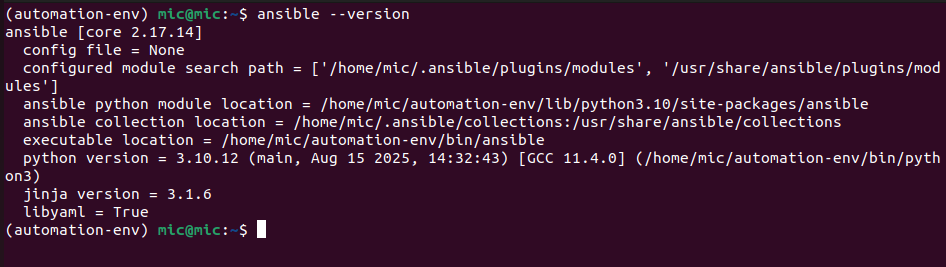 (automation-env) mic@mic:~$ ansible --version
ansible [core 2.17.14]
  config file = None
  configured module search path = ['/home/mic/.ansible/plugins/modules', '/usr/share/ansible/plugins/mod
ules']
  ansible python module location = /home/mic/automation-env/lib/python3.10/site-packages/ansible
  ansible collection location = /home/mic/.ansible/collections:/usr/share/ansible/collections
  executable location = /home/mic/automation-env/bin/ansible
  python version = 3.10.12 (main, Aug 15 2025, 14:32:43) [GCC 11.4.0] (/home/mic/automation-env/bin/pyth
on3)
  jinja version = 3.1.6
  libyaml = True
(automation-env) mic@mic:~$